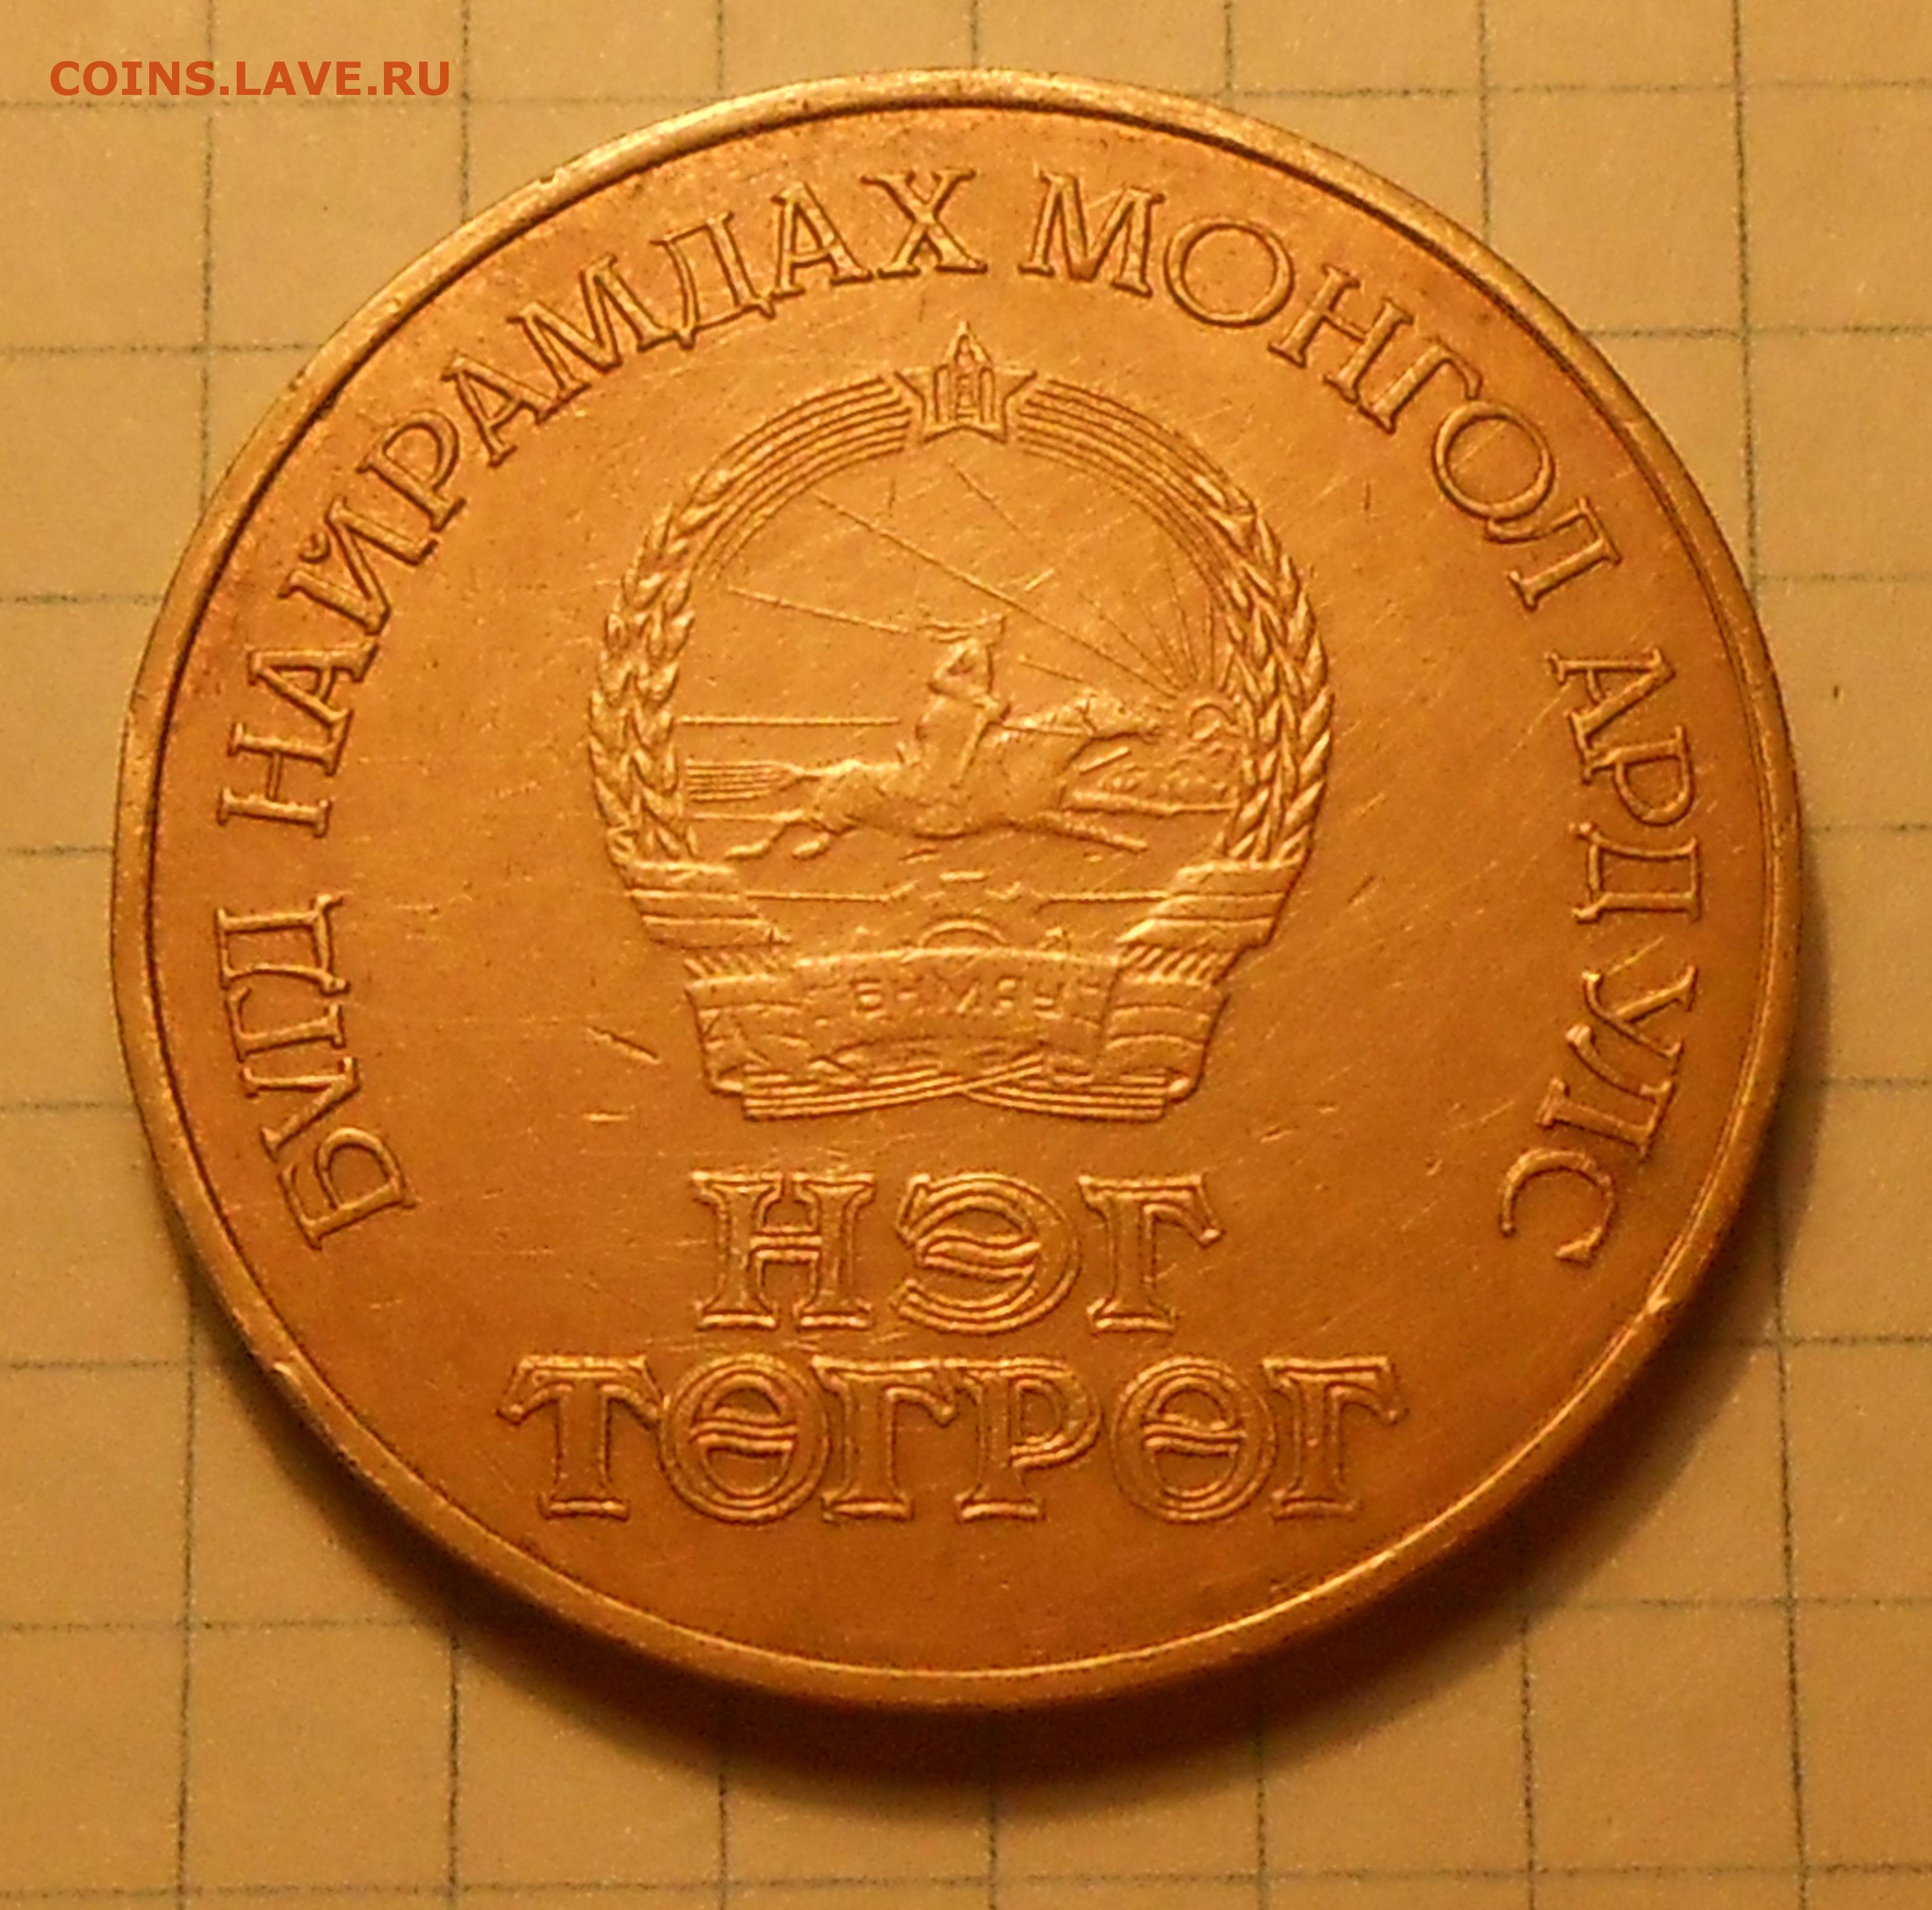 COINS.LAVE.RU
БҮГД НАЙРАМДАХ МОНГОЛ АРД УЛС
БНМАУ
НЭГ
ТӨГРӨГ